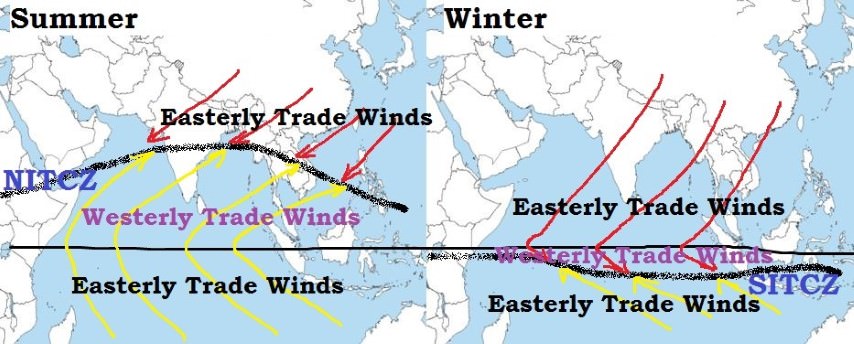 Summer
Easterly Trade Winds
NITCZ
Westerly Trade Winds
Easterly Trade Winds
Winter
Easterly Trade Winds
Westerly Trade Winds
SITCZ
Easterly Trade Winds